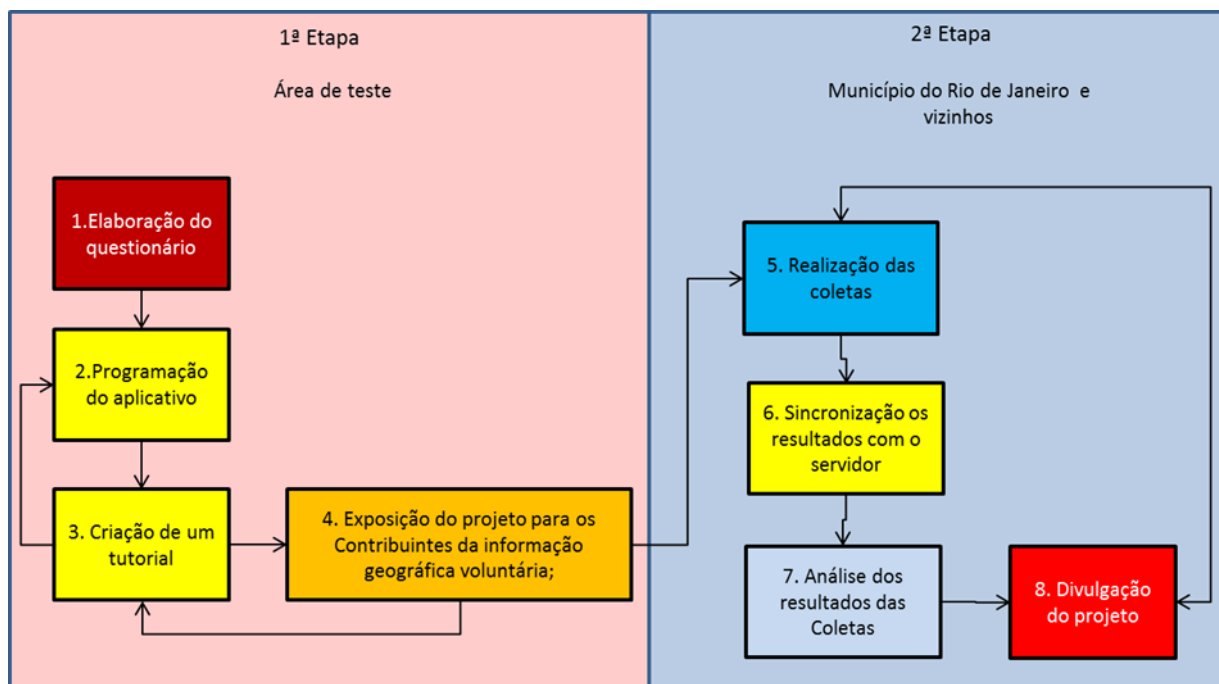 1ª Etapa
Área de teste
1.Elaboração do
questionário
2.Programação
do aplicativo
3. Criação de um
tutorial
4. Exposição do projeto para os
Contribuintes da informação
geográfica voluntária;
2ª Etapa
Município do Rio de Janeiro e
vizinhos
5. Realização das
coletas
6. Sincronização os
resultados com o
servidor
7. Análise dos
resultados das
Coletas
8. Divulgação
do projeto